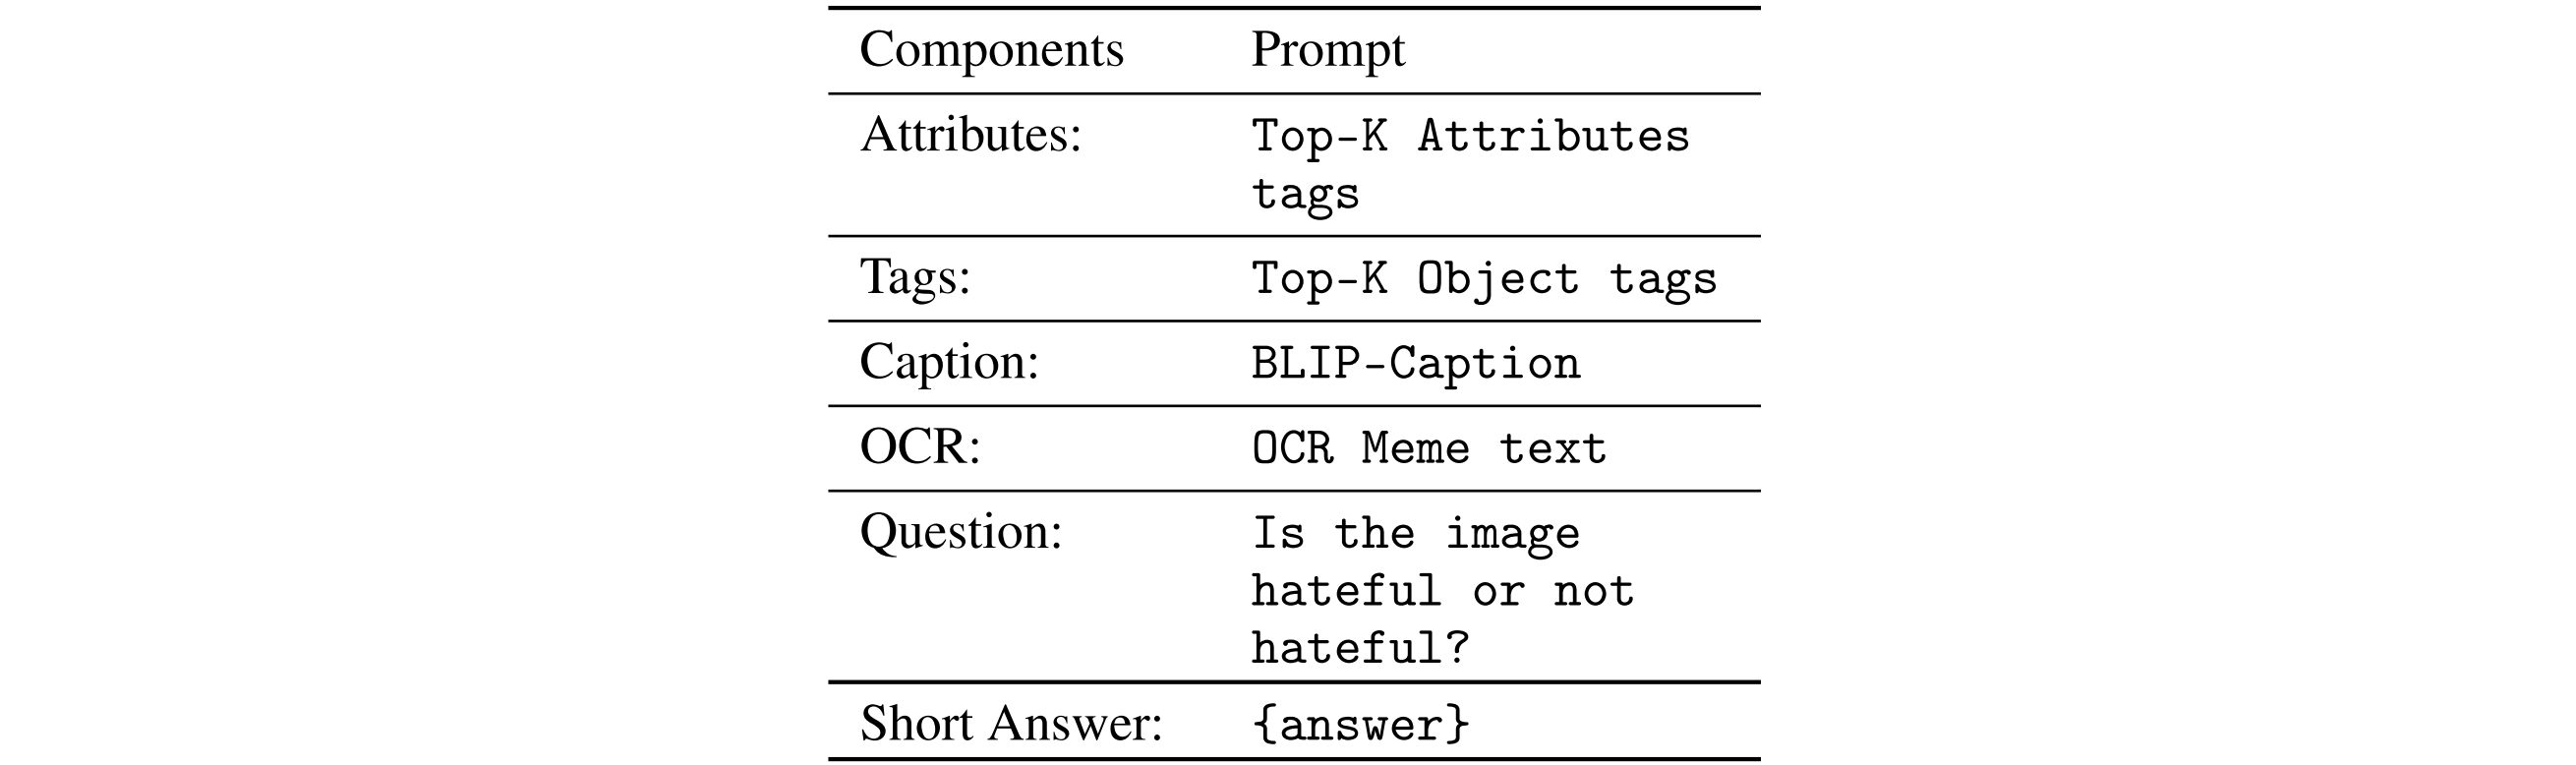 Components Prompt
Attributes: Top-K Attributes
tags
Tags: Top-K Object tags
Caption: BLIP-Caption
OCR: OCR Meme text
Question: Is the image
hateful or not
hateful?
Short Answer: {answer}